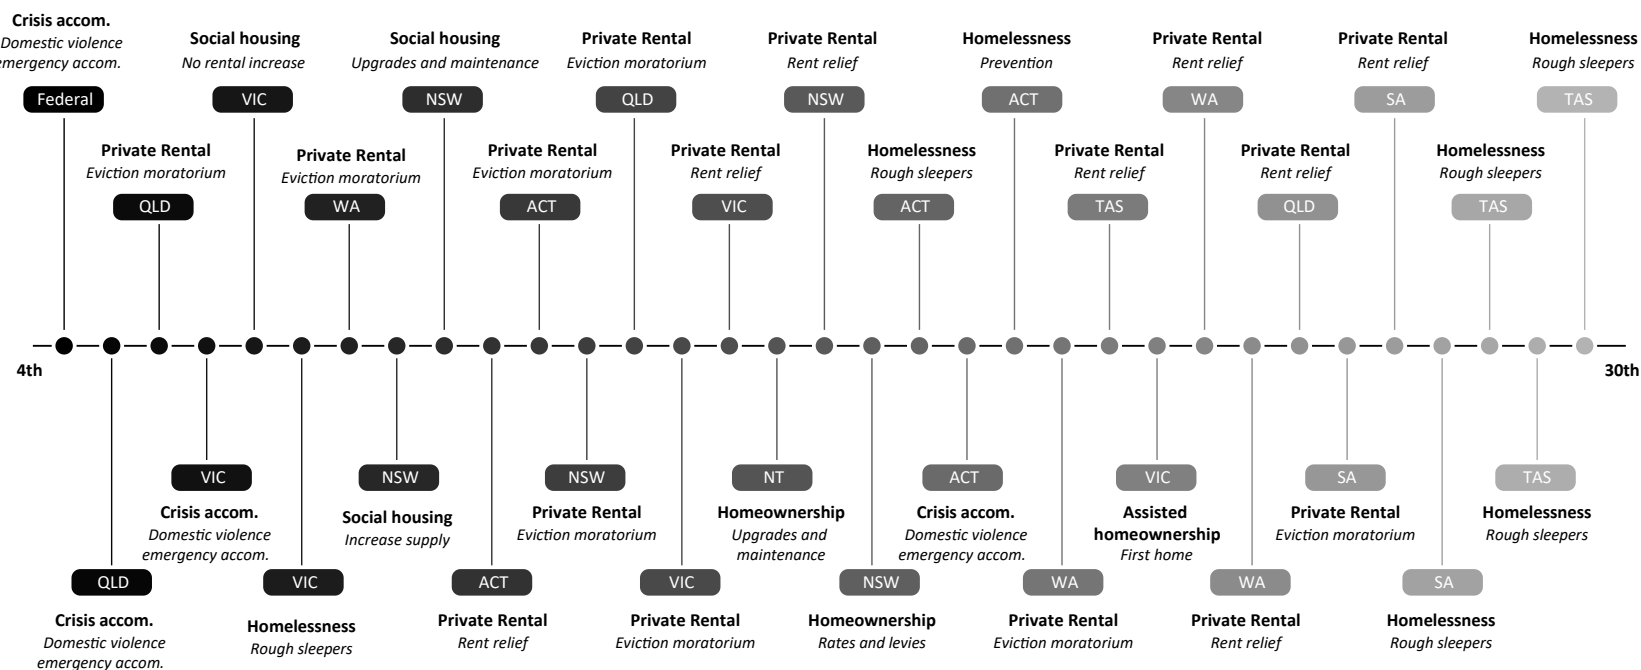 Crisis accom.
Domestic violence
emergency accom.
Federal
Social housing
No rental increase
VIC
Social housing
Upgrades and maintenance
NSW
Private Rental
Eviction moratorium
QLD
Private Rental
Rent relief
NSW
Homelessness
Prevention
ACT
Private Rental
Rent relief
WA
Private Rental
Rent relief
SA
Homelessness
Rough sleepers
TAS
Private Rental
Eviction moratorium
QLD
Private Rental
Eviction moratorium
WA
Private Rental
Eviction moratorium
ACT
Private Rental
Rent relief
VIC
Homelessness
Rough sleepers
ACT
Private Rental
Rent relief
TAS
Private Rental
Rent relief
QLD
Homelessness
Rough sleepers
TAS
4th
30th
VIC
Crisis accom.
Domestic violence
emergency accom.
NSW
Social housing
Increase supply
NSW
Private Rental
Eviction moratorium
NT
Homeownership
Upgrades and
maintenance
ACT
Crisis accom.
Domestic violence
emergency accom.
VIC
Assisted
homeownership
First home
SA
Private Rental
Eviction moratorium
TAS
Homelessness
Rough sleepers
QLD
Crisis accom.
Domestic violence
emergency accom.
VIC
Homelessness
Rough sleepers
ACT
Private Rental
Rent relief
VIC
Private Rental
Eviction moratorium
NSW
Homeownership
Rates and levies
WA
Private Rental
Eviction moratorium
WA
Private Rental
Rent relief
SA
Homelessness
Rough sleepers